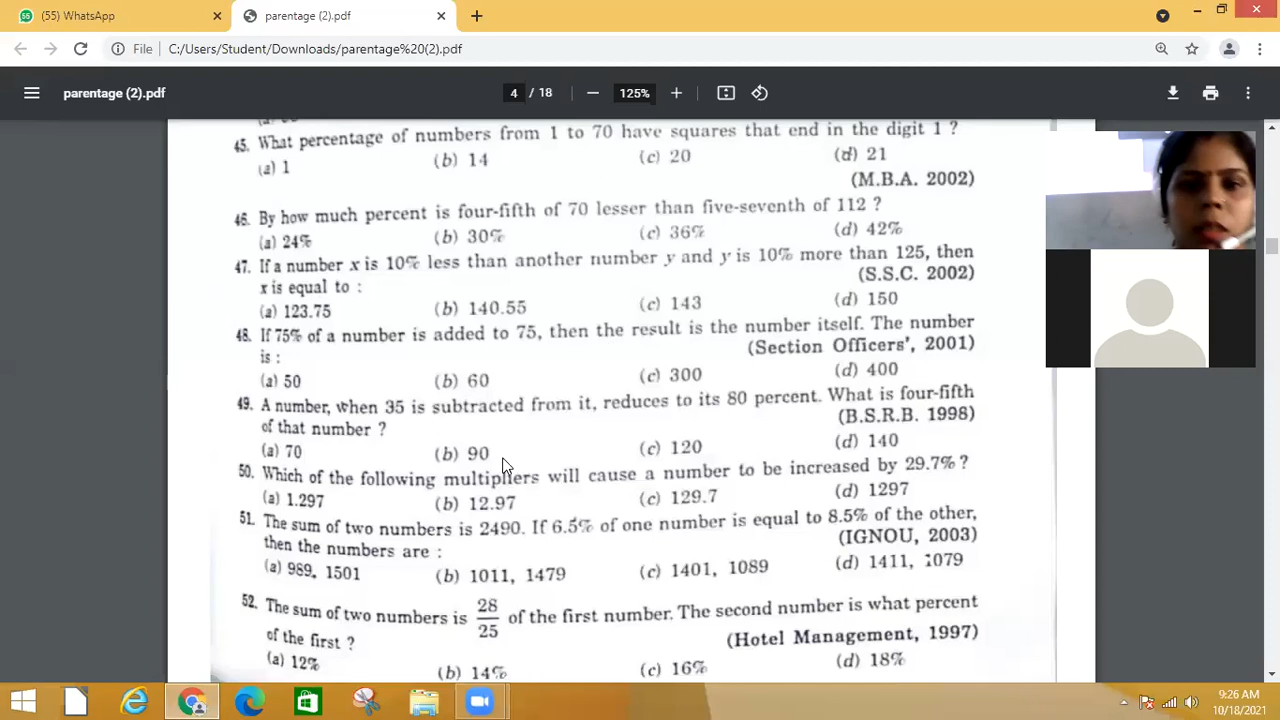 (55) WhatsApp
parentage (2).pdf
File C:/Users/Student/Downloads/parentage%20(2).pdf
parentage (2).pdf 4 / 18 125%
45. What percentage of numbers from 1 to 70 have squares that end in the digit 1 ?
(a) 1 (b) 14 (c) 20 (d) 21
(M.B.A. 2002)
46. By how much percent is four-fifth of 70 lesser than five-seventh of 112 ?
(a) 24% (b) 30% (c) 36% (d) 42%
47. If a number x is 10% less than another number y and y is 10% more than 125, then
x is equal to : (S.S.C. 2002)
(a) 123.75 (b) 140.55 (c) 143 (d) 150
48. If 75% of a number is added to 75, then the result is the number itself. The number
is : (Section Officers', 2001)
(a) 50 (b) 60 (c) 300 (d) 400
49. A number, when 35 is subtracted from it, reduces to its 80 percent. What is four-fifth
of that number ? (B.S.R.B. 1998)
(a) 70 (b) 90 (c) 120 (d) 140
50. Which of the following multipliers will cause a number to be increased by 29.7% ?
(a) 1.297 (b) 12.97 (c) 129.7 (d) 1297
51. The sum of two numbers is 2490. If 6.5% of one number is equal to 8.5% of the other,
then the numbers are : (IGNOU, 2003)
(a) 989, 1501 (b) 1011, 1479 (c) 1401, 1089 (d) 1411, 1079
52. The sum of two numbers is 28/25 of the first number. The second number is what percent
of the first ? (Hotel Management, 1997)
(a) 12% (b) 14% (c) 16% (d) 18%
9:26 AM
10/18/2021